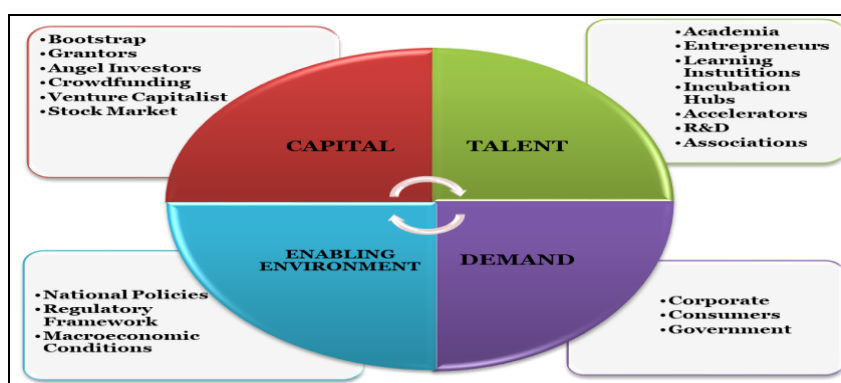 •Bootstrap
•Grantors
•Angel Investors
•Crowdfunding
•Venture Capitalist
•Stock Market
•Academia
•Entrepreneurs
•Learning
Instutitions
•Incubation
Hubs
•Accelerators
•R&D
•Associations
CAPITAL
TALENT
ENABLING
ENVIRONMENT
DEMAND
•National Policies
•Regulatory
Framework
•Macroeconomic
Conditions
•Corporate
•Consumers
•Government